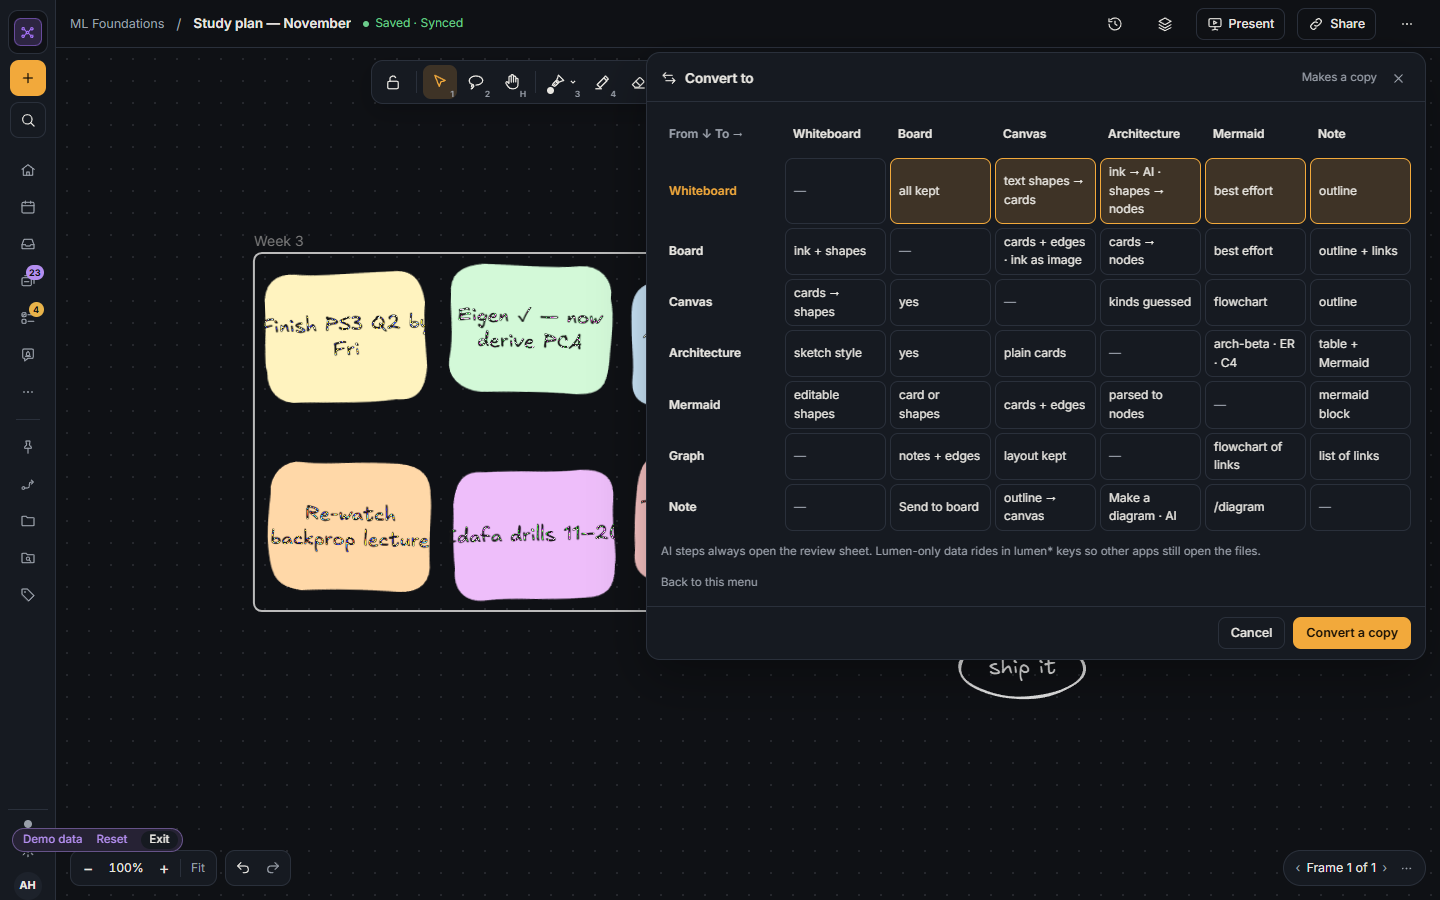 ML Foundations / Study plan — November
Saved · Synced
Present
Share
1
2
H
3
4
Convert to
Makes a copy
From ↓ To →
Whiteboard
Board
Canvas
Architecture
Mermaid
Note
Whiteboard
—
all kept
text shapes →
cards
ink → AI ·
shapes →
nodes
best effort
outline
Board
ink + shapes
—
cards + edges
· ink as image
cards →
nodes
best effort
outline + links
Canvas
cards →
shapes
yes
—
kinds guessed
flowchart
outline
Architecture
sketch style
yes
plain cards
—
arch-beta · ER
· C4
table +
Mermaid
Mermaid
editable
shapes
card or
shapes
cards + edges
parsed to
nodes
—
mermaid
block
Graph
—
notes + edges
layout kept
—
flowchart of
links
list of links
Note
—
Send to board
outline →
canvas
Make a
diagram · AI
/diagram
—
AI steps always open the review sheet. Lumen-only data rides in lumen* keys so other apps still open the files.
Back to this menu
Cancel
Convert a copy
23
4
Week 3
Finish PS3 Q2 by
Fri
Eigen ✓ — now
derive PCA
Re-watch
backprop lecture
drills
ship it
Demo data
Reset
Exit
− 100% +
Fit
AH
‹ Frame 1 of 1 ›